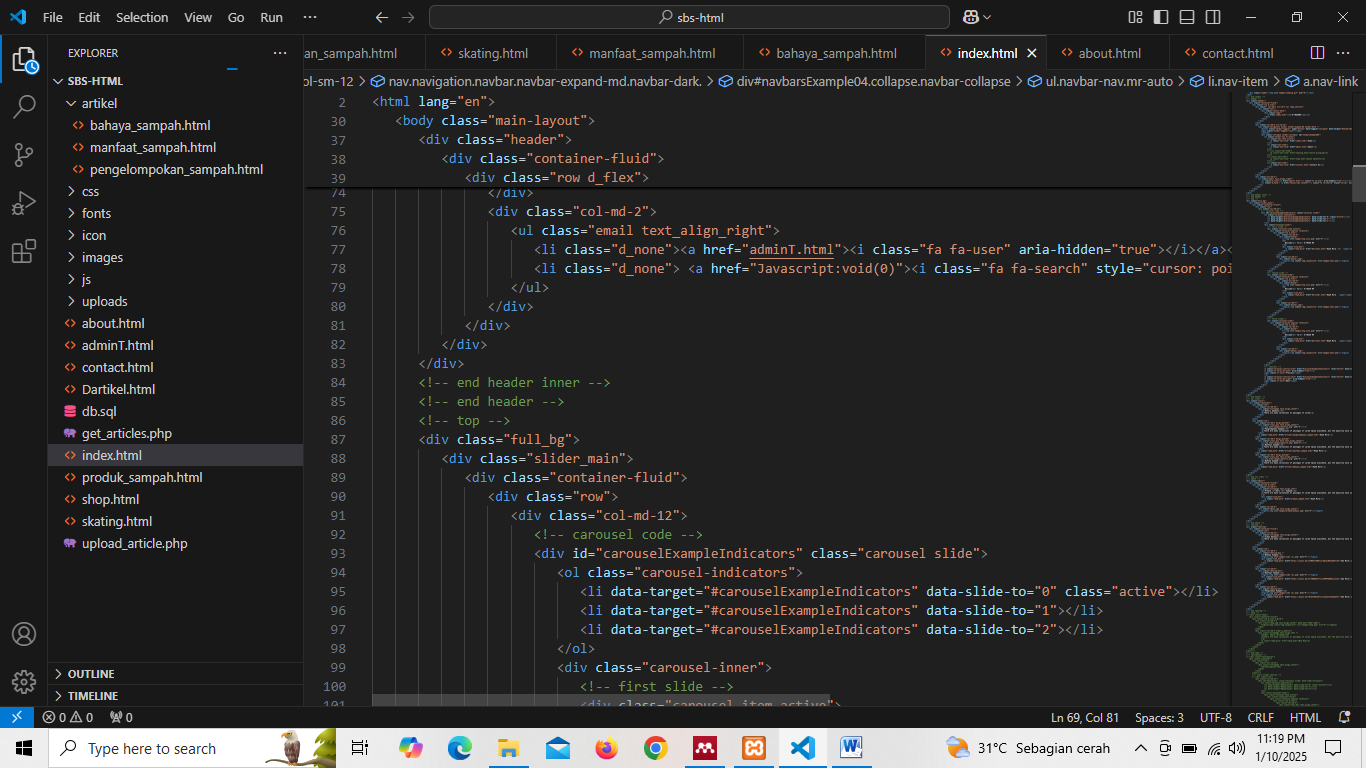 File Edit Selection View Go Run ··· sbs-html
EXPLORER ···
SBS-HTML
artikel
bahaya_sampah.html
manfaat_sampah.html
pengelompokan_sampah.html
css
fonts
icon
images
js
uploads
about.html
adminT.html
contact.html
Dartikel.html
db.sql
get_articles.php
index.html
produk_sampah.html
shop.html
skating.html
upload_article.php
OUTLINE
TIMELINE
an_sampah.html skating.html manfaat_sampah.html bahaya_sampah.html index.html about.html contact.html ···
ol-sm-12 > nav.navigation.navbar.navbar-expand-md.navbar-dark. > div#navbarsExample04.collapse.navbar-collapse > ul.navbar-nav.mr-auto > li.nav-item > a.nav-link
2 <html lang="en">
30 <body class="main-layout">
37 <div class="header">
38 <div class="container-fluid">
39 <div class="row d_flex">
74 </div>
75 <div class="col-md-2">
76 <ul class="email text_align_right">
77 <li class="d_none"><a href="adminT.html"><i class="fa fa-user" aria-hidden="true"></i></a><
78 <li class="d_none"> <a href="Javascript:void(0)"><i class="fa fa-search" style="cursor: poi
79 </ul>
80 </div>
81 </div>
82 </div>
83 </div>
84 <!-- end header inner -->
85 <!-- end header -->
86 <!-- top -->
87 <div class="full_bg">
88 <div class="slider_main">
89 <div class="container-fluid">
90 <div class="row">
91 <div class="col-md-12">
92 <!-- carousel code -->
93 <div id="carouselExampleIndicators" class="carousel slide">
94 <ol class="carousel-indicators">
95 <li data-target="#carouselExampleIndicators" data-slide-to="0" class="active"></li>
96 <li data-target="#carouselExampleIndicators" data-slide-to="1"></li>
97 <li data-target="#carouselExampleIndicators" data-slide-to="2"></li>
98 </ol>
99 <div class="carousel-inner">
100 <!-- first slide -->
101 <div class="carousel-item active">
0 0 0 Ln 69, Col 81 Spaces: 3 UTF-8 CRLF HTML
Type here to search 31°C Sebagian cerah 11:19 PM
1/10/2025